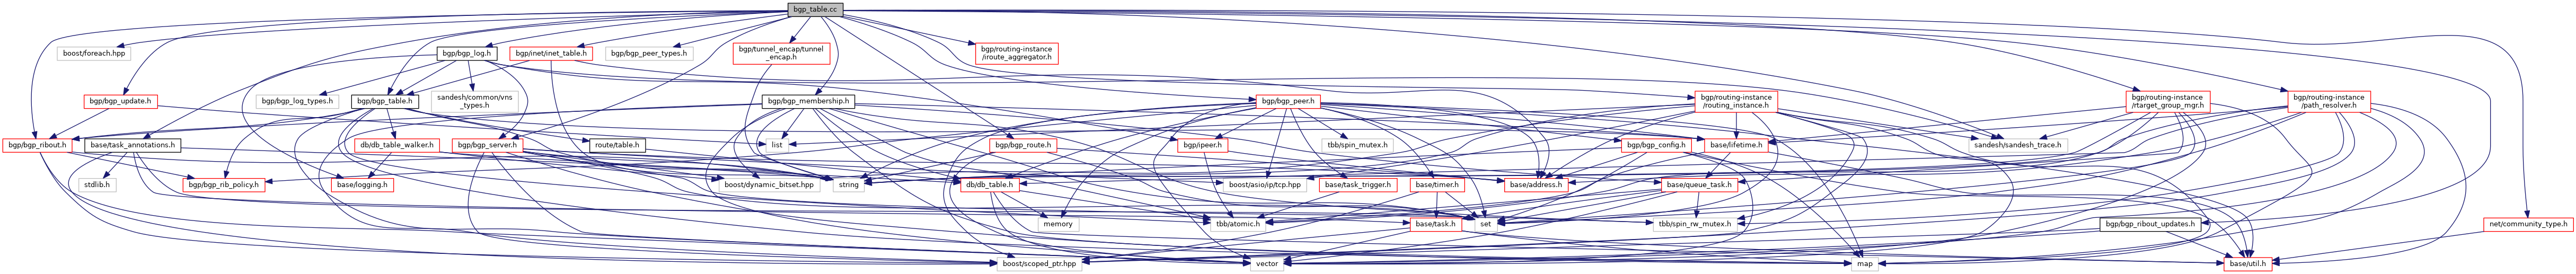 bgp_table.cc
boost/foreach.hpp
bgp/bgp_log.h
bgp/inet/inet_table.h
bgp/bgp_peer_types.h
bgp/tunnel_encap/tunnel
_encap.h
bgp/routing-instance
/iroute_aggregator.h
bgp/bgp_update.h
bgp/bgp_log_types.h
bgp/bgp_table.h
sandesh/common/vns
_types.h
bgp/bgp_membership.h
bgp/bgp_peer.h
bgp/routing-instance
/routing_instance.h
bgp/routing-instance
/rtarget_group_mgr.h
bgp/routing-instance
/path_resolver.h
bgp/bgp_ribout.h
base/task_annotations.h
db/db_table_walker.h
bgp/bgp_server.h
route/table.h
list
bgp/bgp_route.h
bgp/ipeer.h
tbb/spin_mutex.h
bgp/bgp_config.h
base/lifetime.h
sandesh/sandesh_trace.h
stdlib.h
bgp/bgp_rib_policy.h
base/logging.h
boost/dynamic_bitset.hpp
string
db/db_table.h
boost/asio/ip/tcp.hpp
base/task_trigger.h
base/timer.h
base/address.h
base/queue_task.h
memory
tbb/atomic.h
base/task.h
set
tbb/spin_rw_mutex.h
bgp/bgp_ribout_updates.h
net/community_type.h
boost/scoped_ptr.hpp
vector
map
base/util.h